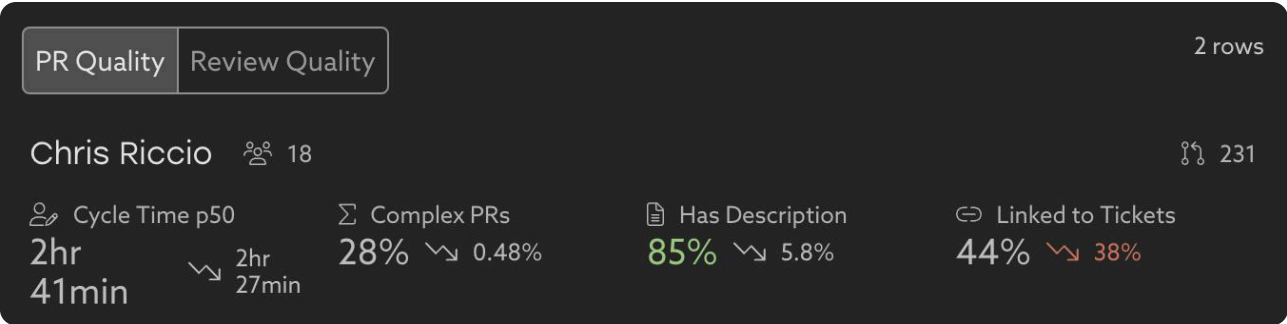 PR Quality Review Quality 2 rows
Chris Riccio 18 231
Cycle Time p50 Complex PRs Has Description Linked to Tickets
2hr 41min 2hr 27min 28% 0.48% 85% 5.8% 44% 38%